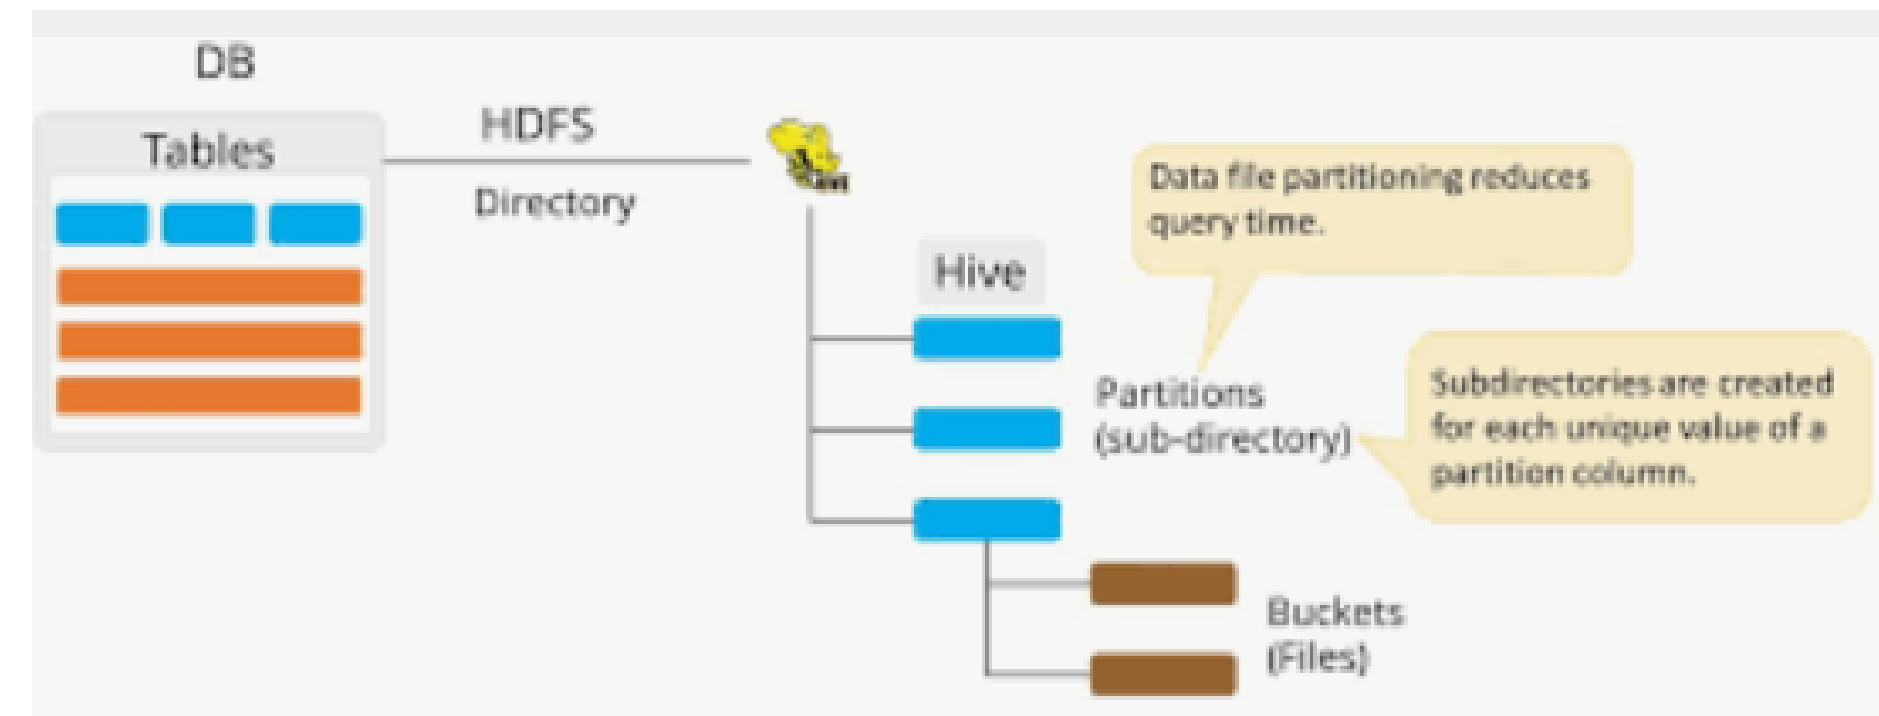 DB
Tables
HDFS
Directory
HIVE
Hive
Data file partitioning reduces
query time.
Partitions
(sub-directory)
Subdirectories are created
for each unique value of a
partition column.
Buckets
(Files)